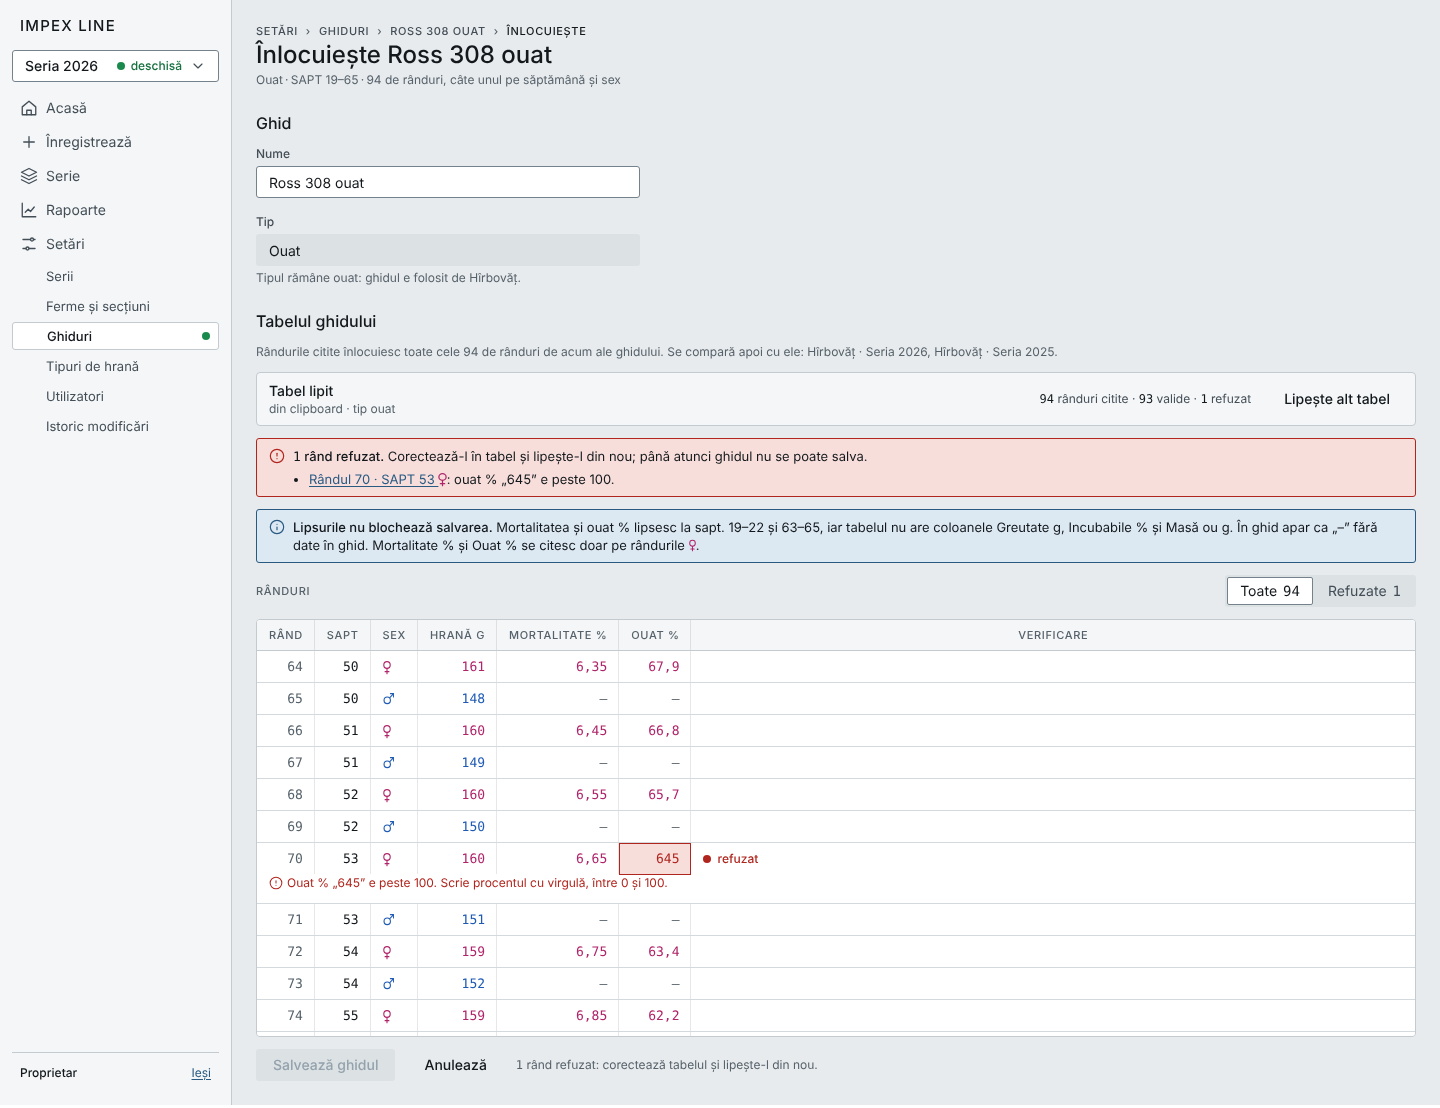 IMPEX LINE
Seria 2026 deschisă
Acasă
Înregistrează
Serie
Rapoarte
Setări
Serii
Ferme și secțiuni
Ghiduri
Tipuri de hrană
Utilizatori
Istoric modificări
Proprietar Ieși
SETĂRI › GHIDURI › ROSS 308 OUAT › ÎNLOCUIEȘTE
Înlocuiește Ross 308 ouat
Ouat · SAPT 19–65 · 94 de rânduri, câte unul pe săptămână și sex
Ghid
Nume
Ross 308 ouat
Tip
Ouat
Tipul rămâne ouat: ghidul e folosit de Hîrbovăț.
Tabelul ghidului
Rândurile citite înlocuiesc toate cele 94 de rânduri de acum ale ghidului. Se compară apoi cu ele: Hîrbovăț · Seria 2026, Hîrbovăț · Seria 2025.
Tabel lipit
din clipboard · tip ouat
94 rânduri citite · 93 valide · 1 refuzat
Lipește alt tabel
1 rând refuzat. Corectează-l în tabel și lipește-l din nou; până atunci ghidul nu se poate salva.
• Rândul 70 · SAPT 53 ♀: ouat % „645” e peste 100.
Lipsurile nu blochează salvarea. Mortalitatea și ouat % lipsesc la sapt. 19–22 și 63–65, iar tabelul nu are coloanele Greutate g, Incubabile % și Masă ou g. În ghid apar ca „–” fără
date în ghid. Mortalitate % și Ouat % se citesc doar pe rândurile ♀.
RÂNDURI
Toate 94 Refuzate 1
RÂND SAPT SEX HRANĂ G MORTALITATE % OUAT % VERIFICARE
64 50 ♀ 161 6,35 67,9
65 50 ♂ 148 – –
66 51 ♀ 160 6,45 66,8
67 51 ♂ 149 – –
68 52 ♀ 160 6,55 65,7
69 52 ♂ 150 – –
70 53 ♀ 160 6,65 645 refuzat
Ouat % „645” e peste 100. Scrie procentul cu virgulă, între 0 și 100.
71 53 ♂ 151 – –
72 54 ♀ 159 6,75 63,4
73 54 ♂ 152 – –
74 55 ♀ 159 6,85 62,2
Salvează ghidul Anulează 1 rând refuzat: corectează tabelul și lipește-l din nou.